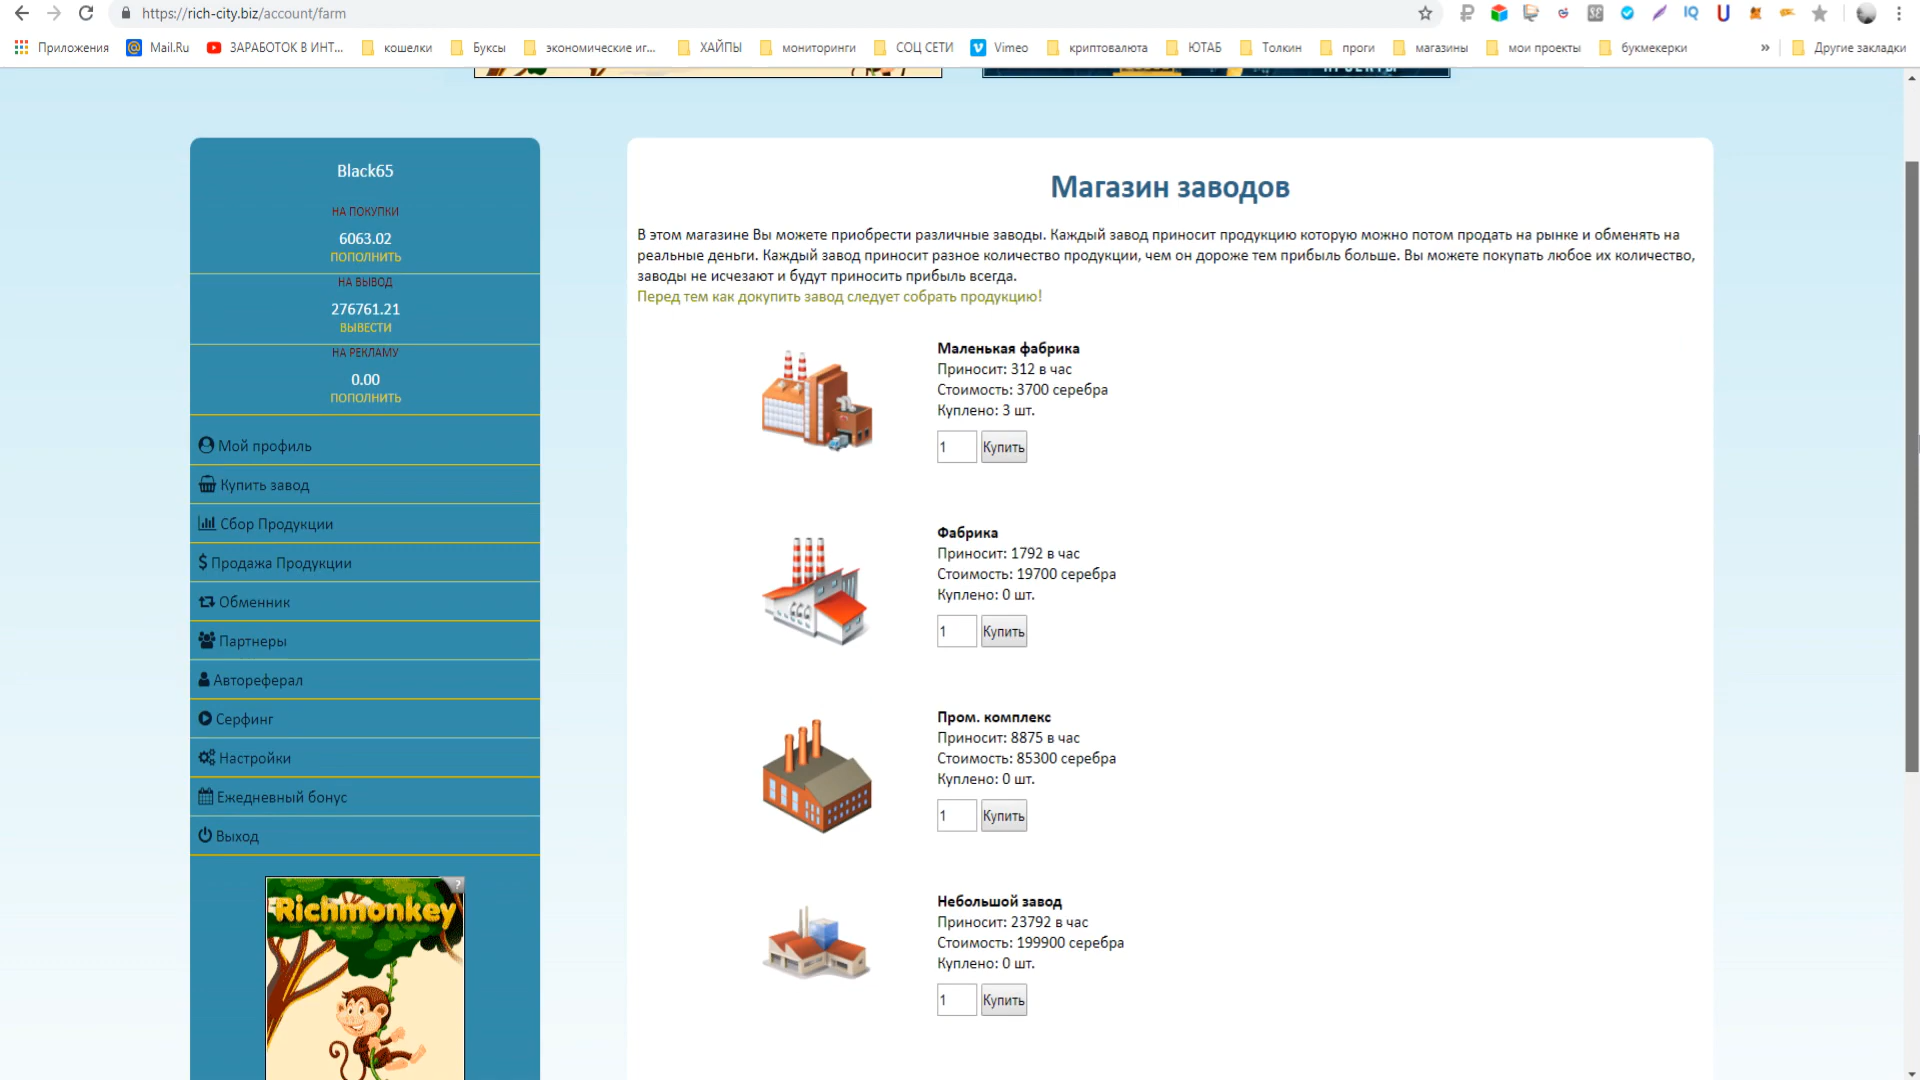 https://rich-city.biz/account/farm
Приложения
Mail.Ru
ЗАРАБОТОК В ИНТ...
кошелки
Буксы
экономические иг...
ХАЙПЫ
мониторинги
СОЦ СЕТИ
Vimeo
криптовалюта
ЮТАБ
Толкин
проги
магазины
мои проекты
букмекерки
»
Другие закладки
Black65
НА ПОКУПКИ
6063.02
ПОПОЛНИТЬ
НА ВЫВОД
276761.21
ВЫВЕСТИ
НА РЕКЛАМУ
0.00
ПОПОЛНИТЬ
Мой профиль
Купить завод
Сбор Продукции
Продажа Продукции
Обменник
Партнеры
Автореферал
Серфинг
Настройки
Ежедневный бонус
Выход
?
Richmonkey
Магазин заводов
В этом магазине Вы можете приобрести различные заводы. Каждый завод приносит продукцию которую можно потом продать на рынке и обменять на
реальные деньги. Каждый завод приносит разное количество продукции, чем он дороже тем прибыль больше. Вы можете покупать любое их количество,
заводы не исчезают и будут приносить прибыль всегда.
Перед тем как докупить завод следует собрать продукцию!
Маленькая фабрика
Приносит: 312 в час
Стоимость: 3700 серебра
Куплено: 3 шт.
1 Купить
Фабрика
Приносит: 1792 в час
Стоимость: 19700 серебра
Куплено: 0 шт.
1 Купить
Пром. комплекс
Приносит: 8875 в час
Стоимость: 85300 серебра
Куплено: 0 шт.
1 Купить
Небольшой завод
Приносит: 23792 в час
Стоимость: 199900 серебра
Куплено: 0 шт.
1 Купить